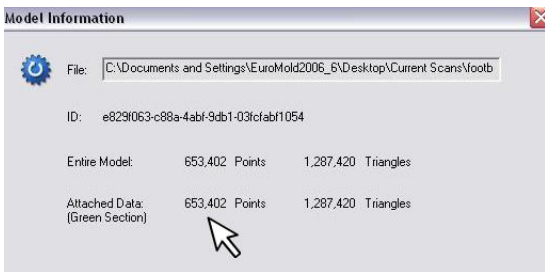 Model Information
File: C:\Documents and Settings\EuroMold2006_6\Desktop\Current Scans\footb
ID: e829f063-c88a-4abf-9db1-03fcfabf1054
Entire Model: 653,402 Points 1,287,420 Triangles
Attached Data: 653,402 Points 1,287,420 Triangles
(Green Section)